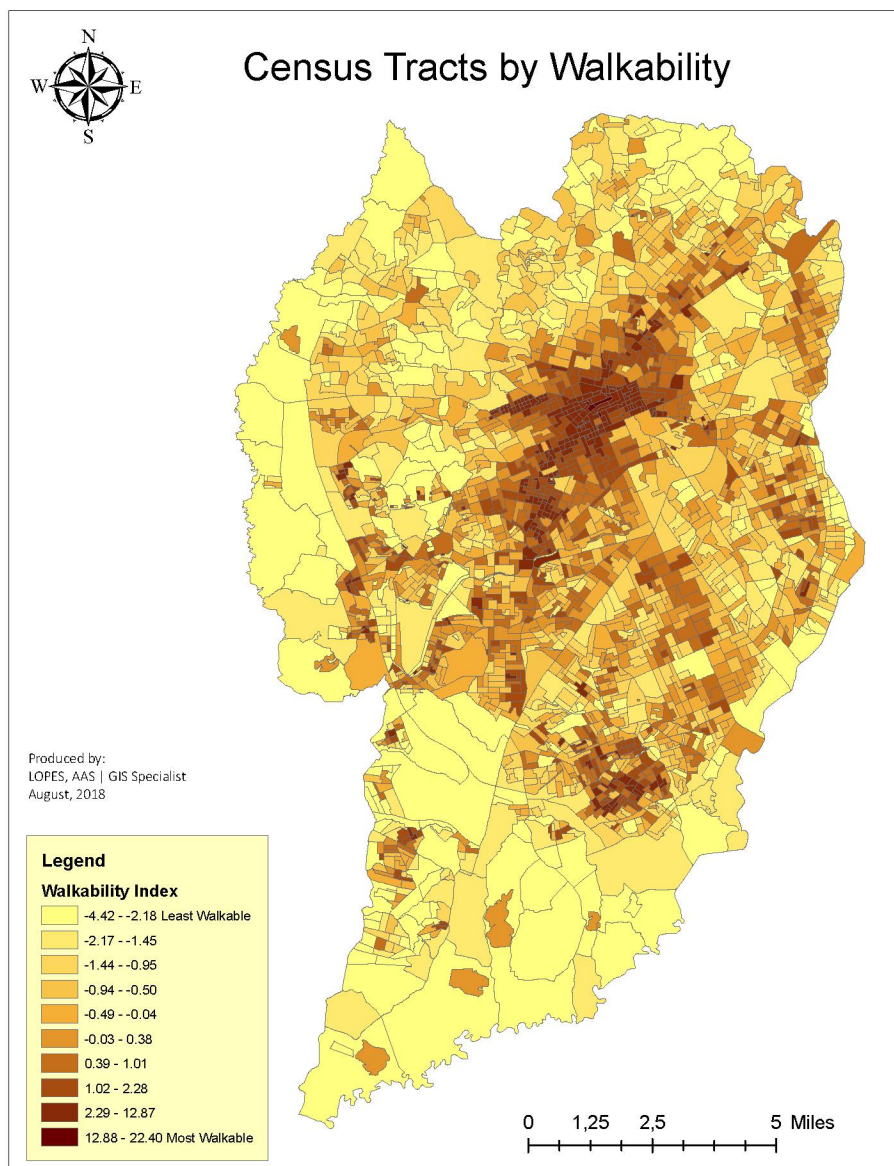 N
Census Tracts by Walkability
W
E
S
Produced by:
LOPES, AAS | GIS Specialist
August, 2018
Legend
Walkability Index
-4.42 - -2.18 Least Walkable
-2.17 - -1.45
-1.44 - -0.95
-0.94 - -0.50
-0.49 - -0.04
-0.03 - 0.38
0.39 - 1.01
1.02 - 2.28
2.29 - 12.87
12.88 - 22.40 Most Walkable
0 1,25 2,5 5 Miles